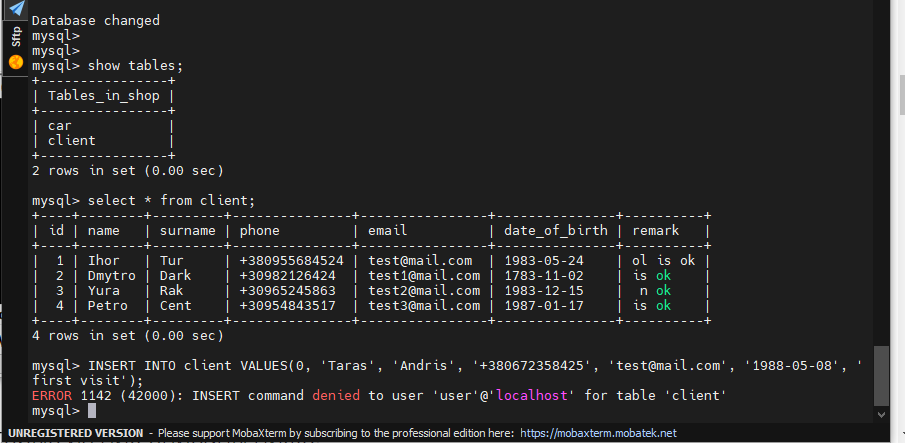 Sftp
Database changed
mysql>
mysql>
mysql> show tables;
+----------------+
| Tables_in_shop |
+----------------+
| car            |
| client         |
+----------------+
2 rows in set (0.00 sec)
mysql> select * from client;
+----+--------+---------+---------------+----------------+---------------+----------+
| id | name   | surname | phone         | email          | date_of_birth | remark   |
+----+--------+---------+---------------+----------------+---------------+----------+
|  1 | Ihor   | Tur     | +380955684524 | test@mail.com  | 1983-05-24    | ol is ok |
|  2 | Dmytro | Dark    | +30982126424  | test1@mail.com | 1783-11-02    | is ok    |
|  3 | Yura   | Rak     | +30965245863  | test2@mail.com | 1983-12-15    |  n ok    |
|  4 | Petro  | Cent    | +30954843517  | test3@mail.com | 1987-01-17    | is ok    |
+----+--------+---------+---------------+----------------+---------------+----------+
4 rows in set (0.00 sec)
mysql> INSERT INTO client VALUES(0, 'Taras', 'Andris', '+380672358425', 'test@mail.com', '1988-05-08', '
first visit');
ERROR 1142 (42000): INSERT command denied to user 'user'@'localhost' for table 'client'
mysql>
UNREGISTERED VERSION - Please support MobaXterm by subscribing to the professional edition here: https://mobaxterm.mobatek.net